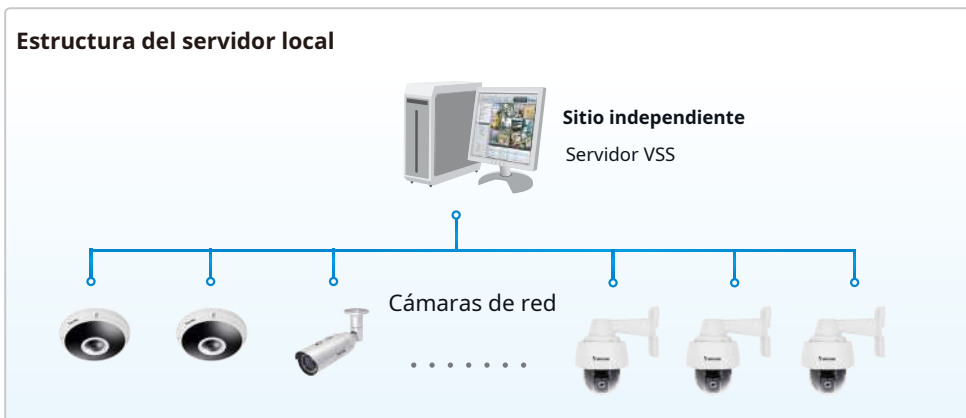 Estructura del servidor local
Sitio independiente
Servidor VSS
Cámaras de red